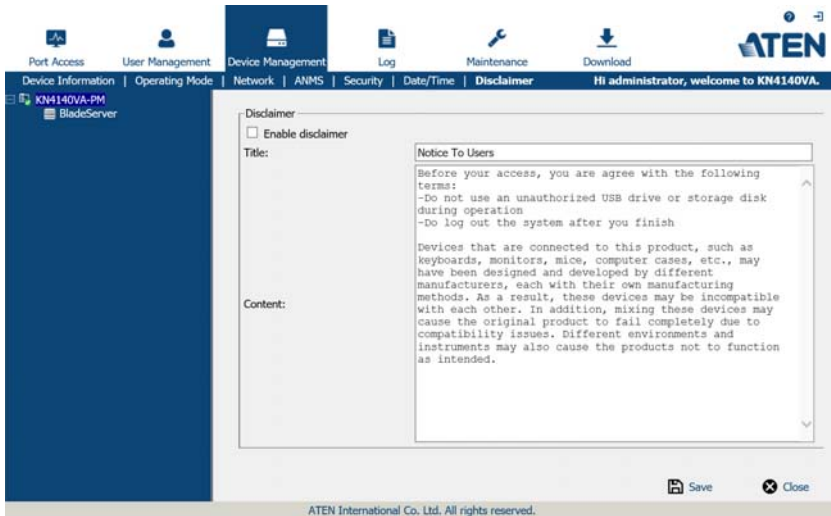 ATEN
Port Access
User Management
Device Management
Log
Maintenance
Download
Device Information | Operating Mode | Network | ANMS | Security | Date/Time | Disclaimer
Hi administrator, welcome to KN4140VA.
KN4140VA-PM
BladeServer
Disclaimer
Enable disclaimer
Title:
Notice To Users
Content:
Before your access, you are agree with the following
terms:
-Do not use an unauthorized USB drive or storage disk
during operation
-Do log out the system after you finish
Devices that are connected to this product, such as
keyboards, monitors, mice, computer cases, etc., may
have been designed and developed by different
manufacturers, each with their own manufacturing
methods. As a result, these devices may be incompatible
with each other. In addition, mixing these devices may
cause the original product to fail completely due to
compatibility issues. Different environments and
instruments may also cause the products not to function
as intended.
Save
Close
ATEN International Co. Ltd. All rights reserved.